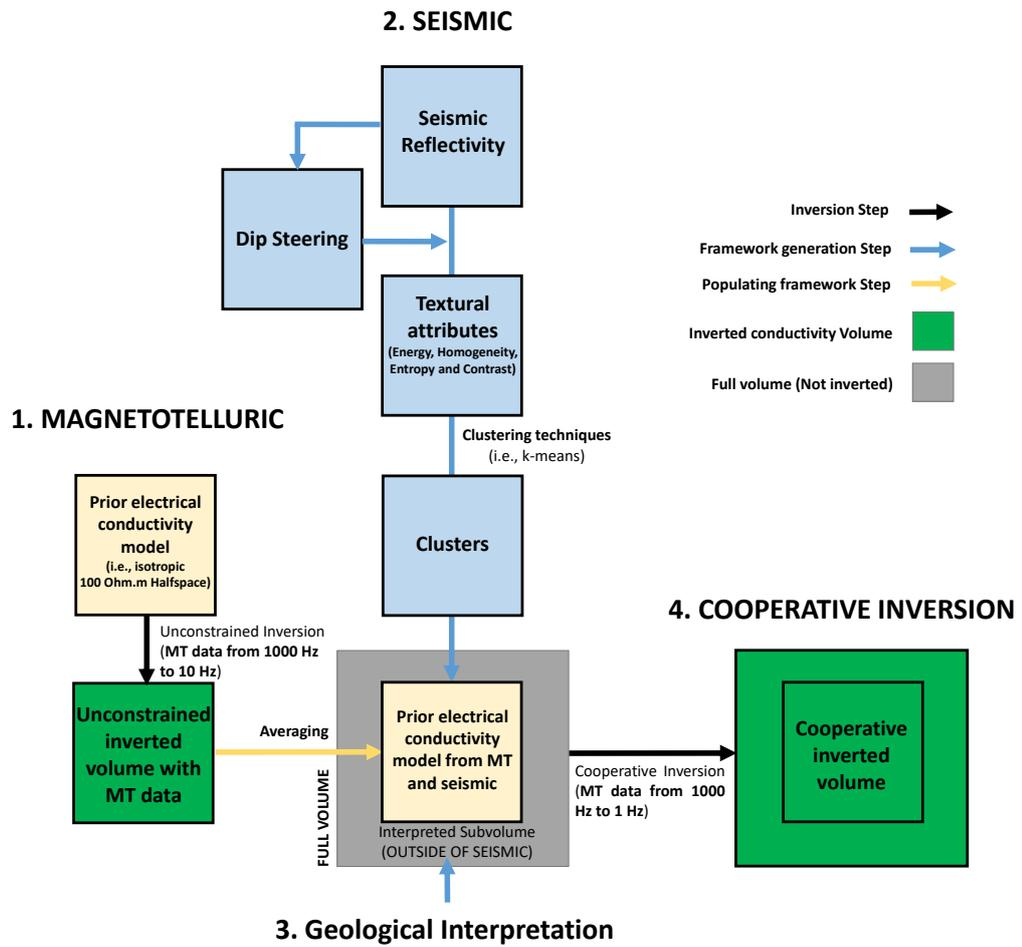 2. SEISMIC
Seismic
Reflectivity
Dip Steering
Textural
attributes
(Energy, Homogeneity,
Entropy and Contrast)
Inversion Step
Framework generation Step
Populating framework Step
Inverted conductivity Volume
Full volume (Not inverted)
1. MAGNETOTELLURIC
Clustering techniques
(i.e., k-means)
Prior electrical
conductivity
model
(i.e., isotropic
100 Ohm.m Halfspace)
Clusters
Unconstrained Inversion
(MT data from 1000 Hz
to 10 Hz)
4. COOPERATIVE INVERSION
Unconstrained
inverted
volume with
MT data
Averaging
FULL VOLUME
Prior electrical
conductivity
model from MT
and seismic
Interpreted Subvolume
(OUTSIDE OF SEISMIC)
Cooperative Inversion
(MT data from 1000
Hz to 1 Hz)
Cooperative
inverted
volume
3. Geological Interpretation